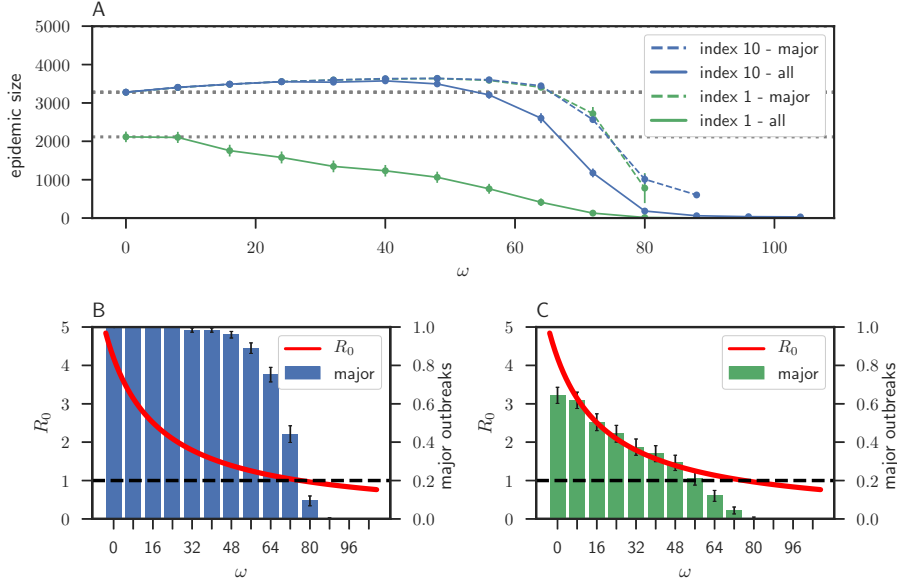 A
epidemic size
5000
4000
3000
2000
1000
0
index 10 - major
index 10 - all
index 1 - major
index 1 - all
0 20 40 60 80 100
ω
B
R₀
5
4
3
2
1
0
R₀
major
1.0
0.8
0.6
0.4
0.2
0.0
major outbreaks
0 16 32 48 64 80 96
ω
C
R₀
5
4
3
2
1
0
R₀
major
1.0
0.8
0.6
0.4
0.2
0.0
major outbreaks
0 16 32 48 64 80 96
ω